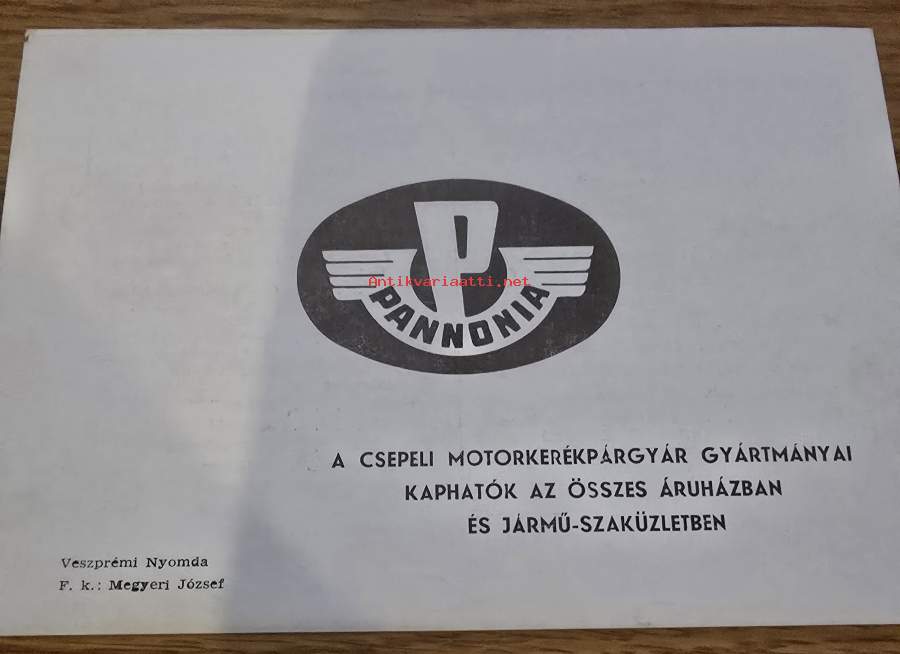 P
Antikvariaatti.net
PANNONIA
A CSEPELI MOTORKERÉKPÁRGYÁR GYÁRTMÁNYAI
KAPHATÓK AZ ÖSSZES ÁRUHÁZBAN
ÉS JÁRMŰ-SZAKÜZLETBEN
Veszprémi Nyomda
F. k.: Megyeri József